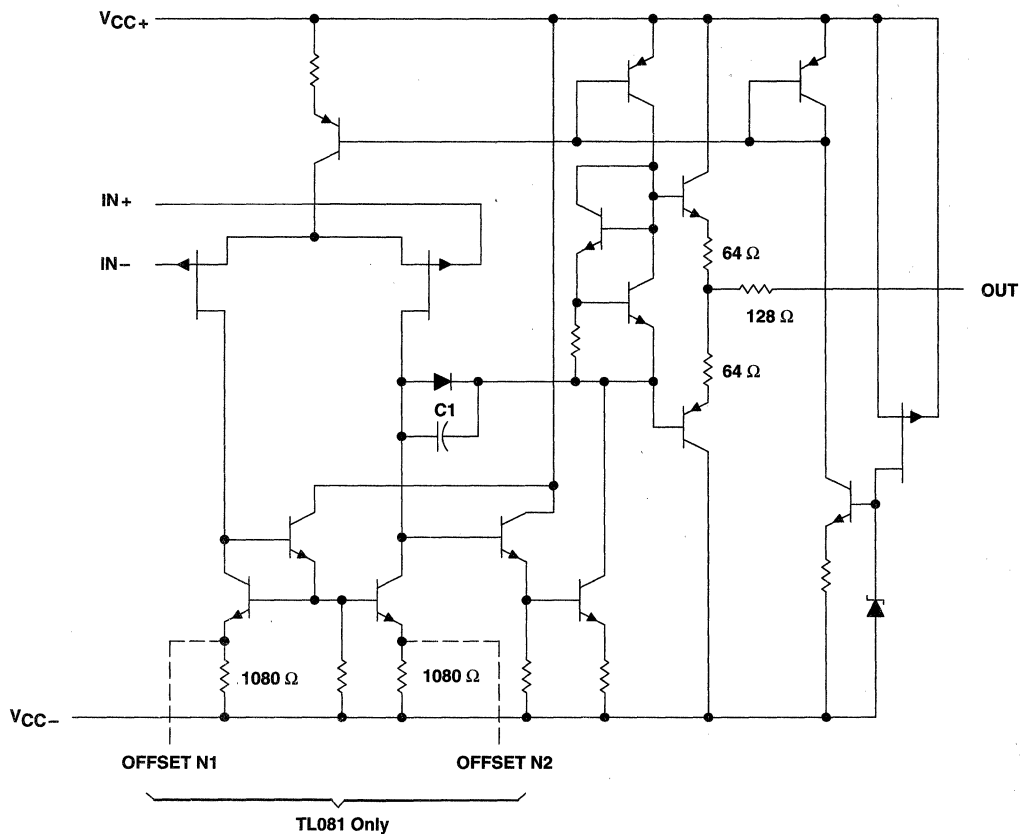 VCC+
IN+
IN−
64 Ω
OUT
128 Ω
64 Ω
C1
1080 Ω
1080 Ω
VCC−
OFFSET N1
OFFSET N2
TL081 Only